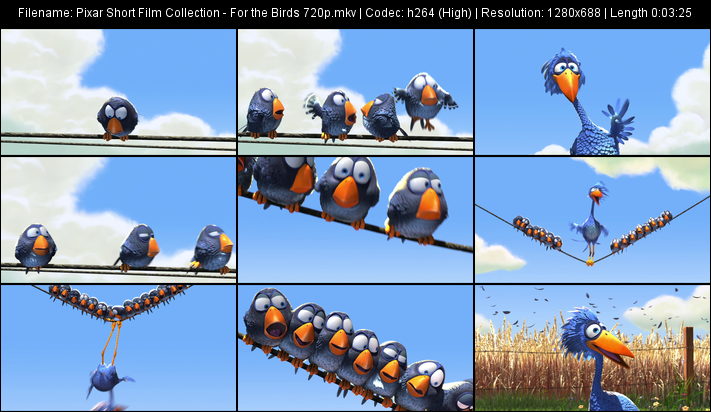 Filename: Pixar Short Film Collection - For the Birds 720p.mkv | Codec: h264 (High) | Resolution: 1280x688 | Length 0:03:25